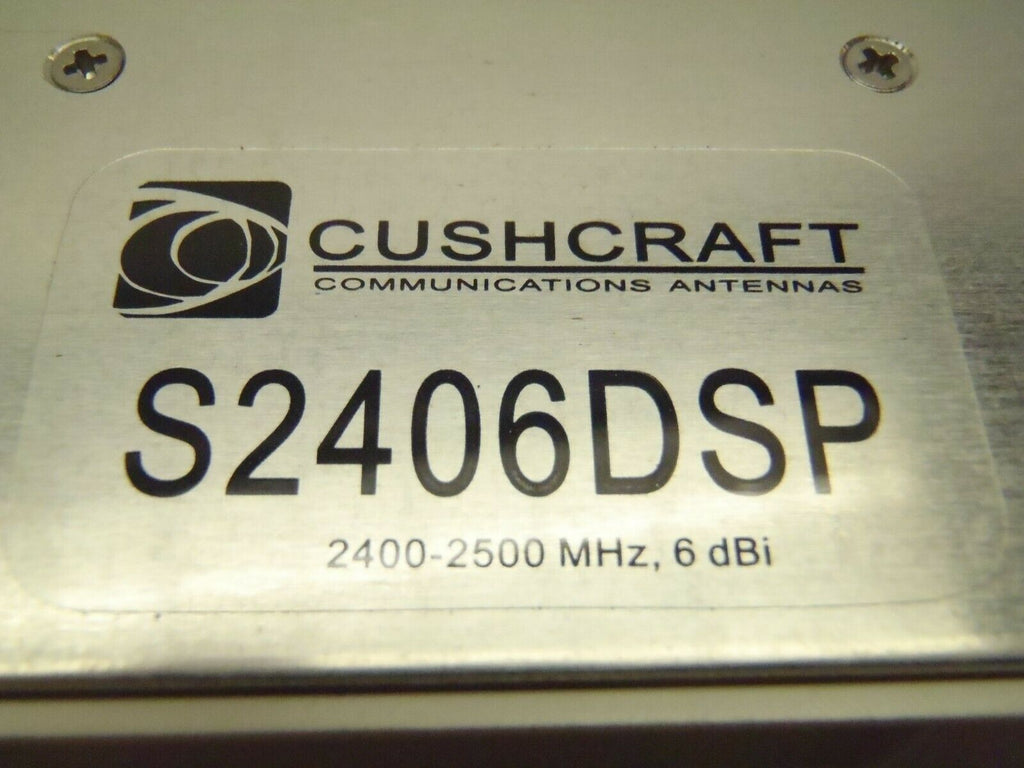 CUSHCRAFT
COMMUNICATIONS ANTENNAS
S2406DSP
2400-2500 MHz, 6 dBi